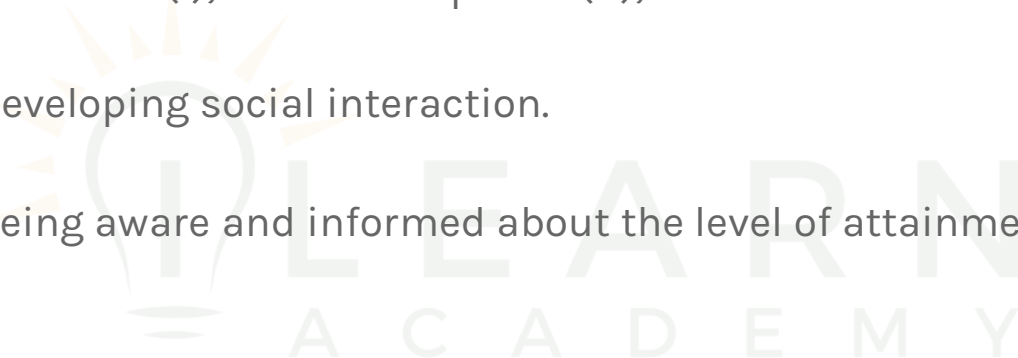 eveloping social interaction.
eing aware and informed about the level of attainme
I LEARN
ACADEMY